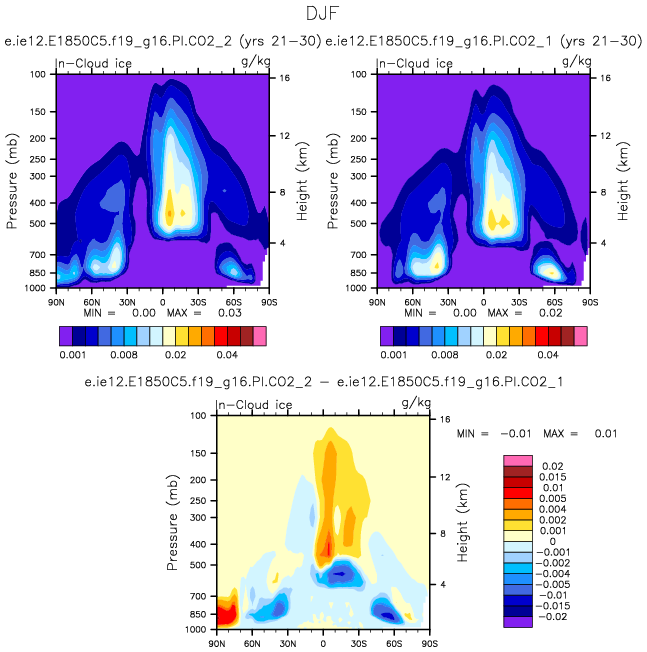 DJF
e.ie12.E1850C5.f19_g16.PI.CO2_2 (yrs 21-30) e.ie12.E1850C5.f19_g16.PI.CO2_1 (yrs 21-30)
n-Cloud ice g/kg n-Cloud ice g/kg
100 150 200 250 300 400 500 700 850 1000
Pressure (mb)
16 12 8 4
Height (km)
90N 60N 30N 0 30S 60S 90S
MIN = 0.00 MAX = 0.03
0.001 0.008 0.02 0.04
100 150 200 250 300 400 500 700 850 1000
Pressure (mb)
16 12 8 4
Height (km)
90N 60N 30N 0 30S 60S 90S
MIN = 0.00 MAX = 0.02
0.001 0.008 0.02 0.04
e.ie12.E1850C5.f19_g16.PI.CO2_2 - e.ie12.E1850C5.f19_g16.PI.CO2_1
n-Cloud ice g/kg
100 150 200 250 300 400 500 700 850 1000
Pressure (mb)
16 12 8 4
Height (km)
90N 60N 30N 0 30S 60S 90S
MIN = -0.01 MAX = 0.01
0.02
0.015
0.01
0.005
0.004
0.002
0.001
0
-0.001
-0.002
-0.004
-0.005
-0.01
-0.015
-0.02